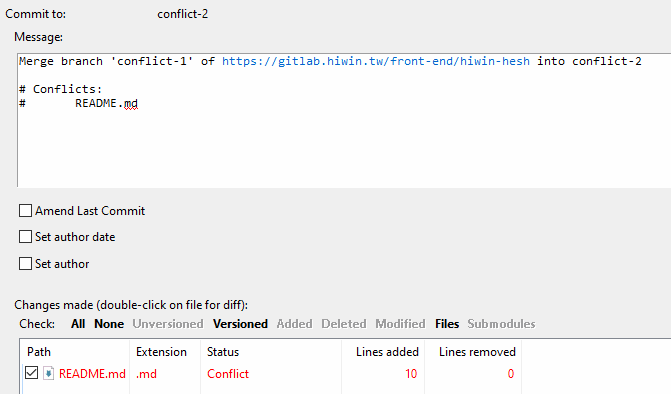 Commit to: conflict-2
Message:
Merge branch 'conflict-1' of https://gitlab.hiwin.tw/front-end/hiwin-hesh into conflict-2
# Conflicts:
# README.md
Amend Last Commit
Set author date
Set author
Changes made (double-click on file for diff):
Check: All None Unversioned Versioned Added Deleted Modified Files Submodules
Path Extension Status Lines added Lines removed
README.md .md Conflict 10 0